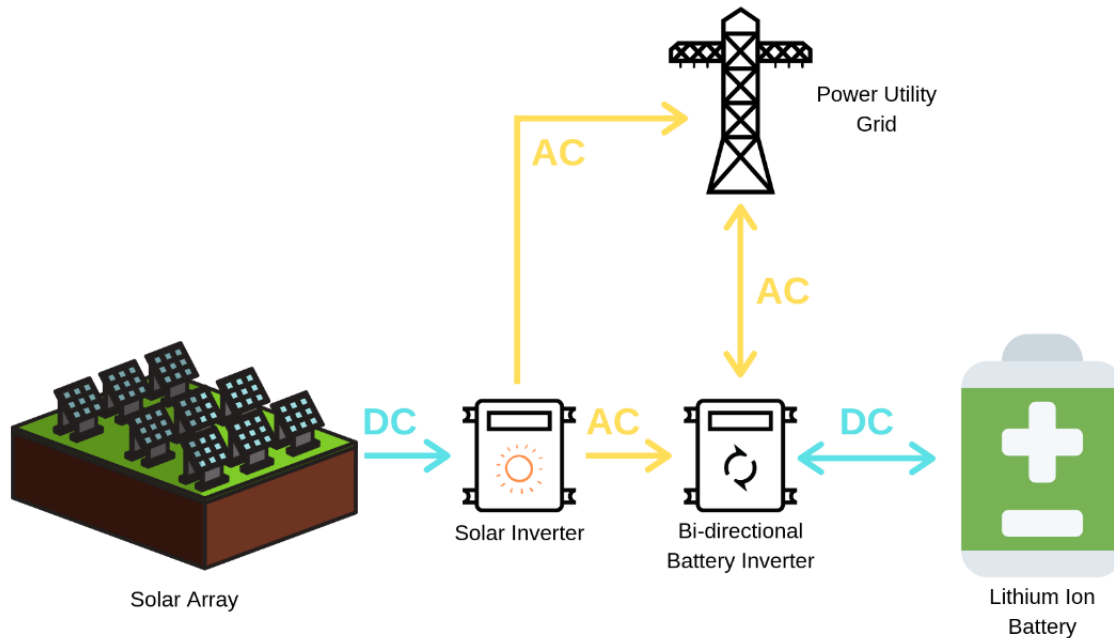 Power Utility
Grid
AC
AC
DC
AC
DC
Solar Inverter
Bi-directional
Battery Inverter
Solar Array
Lithium Ion
Battery